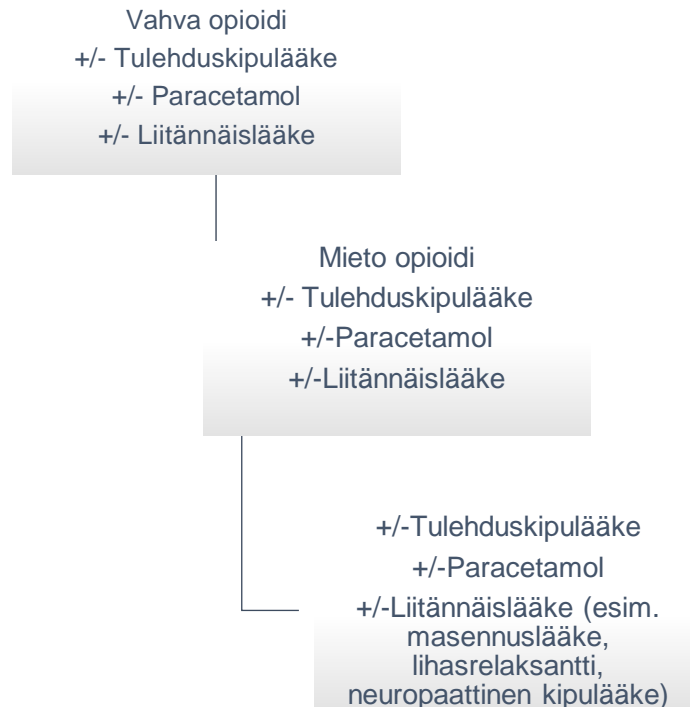 Vahva opioidi
+/- Tulehduskipulääke
+/- Paracetamol
+/- Liitännäislääke
Mieto opioidi
+/- Tulehduskipulääke
+/-Paracetamol
+/-Liitännäislääke
+/-Tulehduskipulääke
+/-Paracetamol
+/-Liitännäislääke (esim.
masennuslääke,
lihasrelaksantti,
neuropaattinen kipulääke)